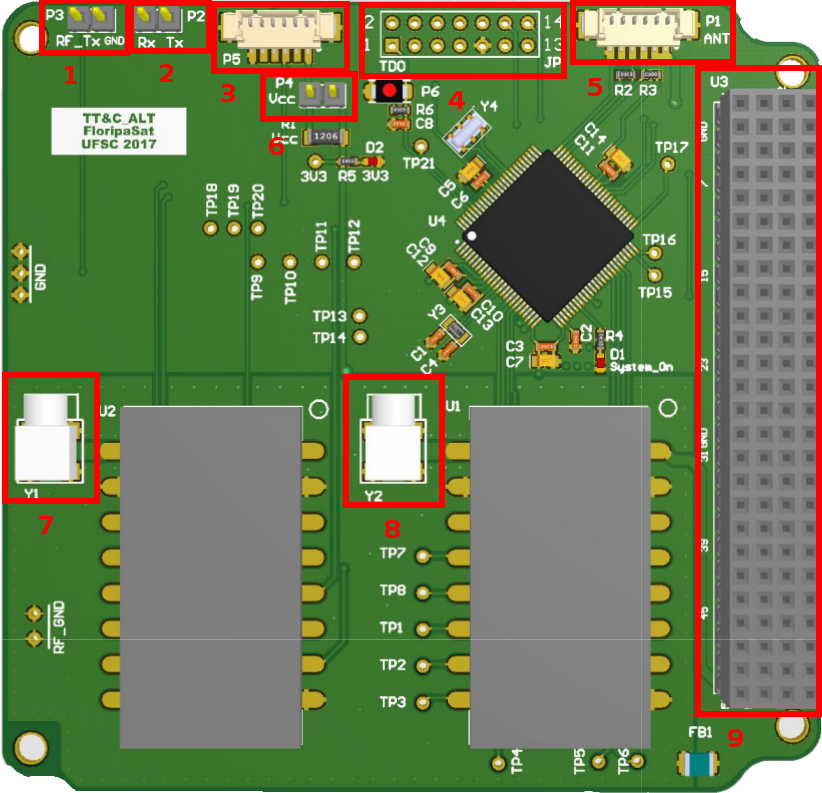 P3
RF_Tx GND
1
Rx Tx
P2
2
P5
3
2
14
1
13
TDO
JP
4
P1
ANT
5
U3
P4
Vcc
6
P6
R6
C8
Y4
R2 R3
TT&C_ALT
FloripaSat
UFSC 2017
R1
Vcc
1206
D2
3V3
R5
3V3
TP21
C14
C11
TP17
C5
C6
U4
TP18
TP19
TP20
TP9
TP10
TP11
TP12
TP16
TP15
GND
C9
C12
C10
C13
TP13
TP14
Y3
C1
C4
C3
C7
C2
R4
D1
System_On
GND
7
15
23
31
GND
39
45
U2
Y1
7
U1
Y2
8
TP7
TP8
TP1
TP2
TP3
RF_GND
TP4
TP5
TP6
FB1
9